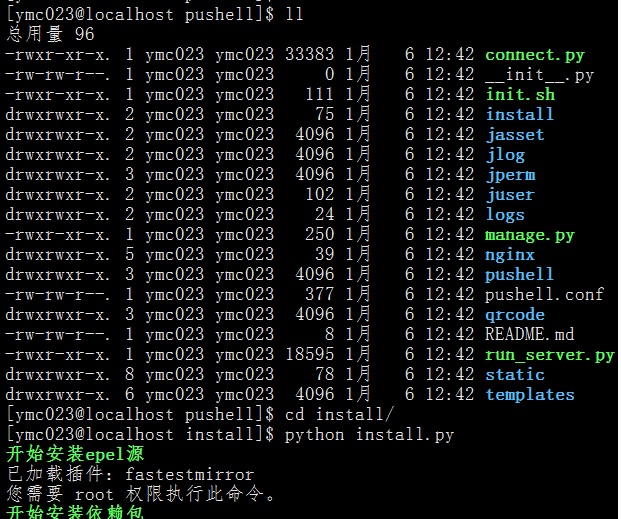 [ymc023@localhost pushell]$ ll
总用量 96
-rwxr-xr-x. 1 ymc023 ymc023 33383 1月   6 12:42 connect.py
-rw-rw-r--. 1 ymc023 ymc023     0 1月   6 12:42 __init__.py
-rwxr-xr-x. 1 ymc023 ymc023   111 1月   6 12:42 init.sh
drwxrwxr-x. 2 ymc023 ymc023    75 1月   6 12:42 install
drwxrwxr-x. 2 ymc023 ymc023  4096 1月   6 12:42 jasset
drwxrwxr-x. 2 ymc023 ymc023  4096 1月   6 12:42 jlog
drwxrwxr-x. 3 ymc023 ymc023  4096 1月   6 12:42 jperm
drwxrwxr-x. 2 ymc023 ymc023   102 1月   6 12:42 juser
drwxrwxr-x. 2 ymc023 ymc023    24 1月   6 12:42 logs
-rwxr-xr-x. 1 ymc023 ymc023   250 1月   6 12:42 manage.py
drwxrwxr-x. 5 ymc023 ymc023    39 1月   6 12:42 nginx
drwxrwxr-x. 3 ymc023 ymc023  4096 1月   6 12:42 pushell
-rw-rw-r--. 1 ymc023 ymc023   377 1月   6 12:42 pushell.conf
drwxrwxr-x. 3 ymc023 ymc023  4096 1月   6 12:42 qrcode
-rw-rw-r--. 1 ymc023 ymc023     8 1月   6 12:42 README.md
-rwxr-xr-x. 1 ymc023 ymc023 18595 1月   6 12:42 run_server.py
drwxrwxr-x. 8 ymc023 ymc023    78 1月   6 12:42 static
drwxrwxr-x. 6 ymc023 ymc023  4096 1月   6 12:42 templates
[ymc023@localhost pushell]$ cd install/
[ymc023@localhost install]$ python install.py
开始安装epel源
已加载插件：fastestmirror
您需要 root 权限执行此命令。
开始安装依赖包